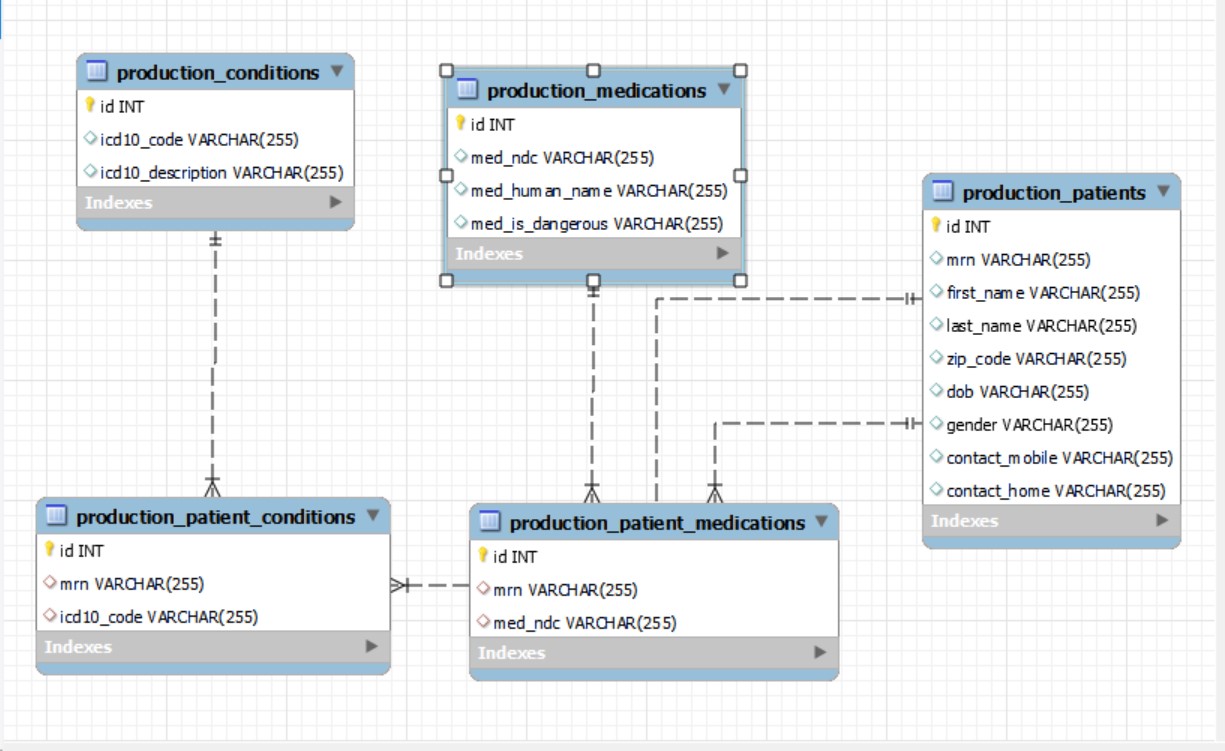 production_conditions
id INT
icd10_code VARCHAR(255)
icd10_description VARCHAR(255)
Indexes
production_medications
id INT
med_ndc VARCHAR(255)
med_human_name VARCHAR(255)
med_is_dangerous VARCHAR(255)
Indexes
production_patients
id INT
mrn VARCHAR(255)
first_name VARCHAR(255)
last_name VARCHAR(255)
zip_code VARCHAR(255)
dob VARCHAR(255)
gender VARCHAR(255)
contact_mobile VARCHAR(255)
contact_home VARCHAR(255)
Indexes
production_patient_conditions
id INT
mrn VARCHAR(255)
icd10_code VARCHAR(255)
Indexes
production_patient_medications
id INT
mrn VARCHAR(255)
med_ndc VARCHAR(255)
Indexes